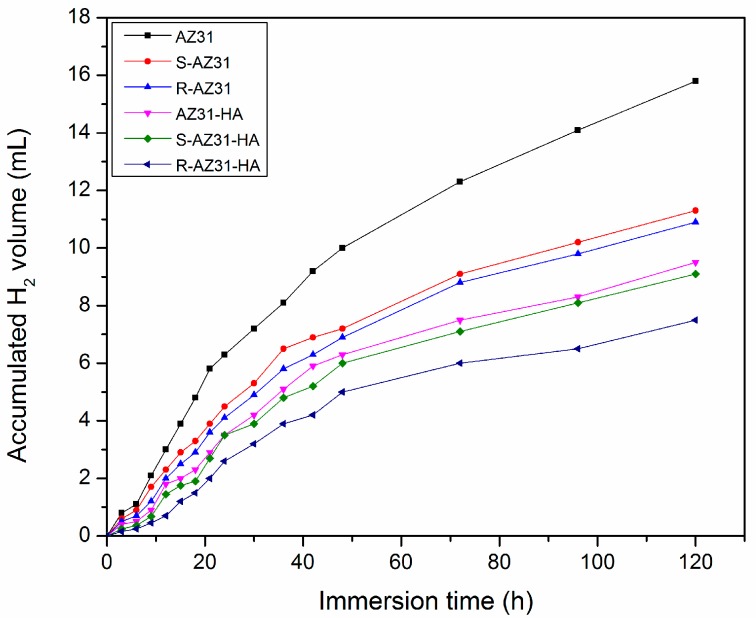 18
16
14
12
10
8
6
4
2
0
Accumulated H2 volume (mL)
AZ31
S-AZ31
R-AZ31
AZ31-HA
S-AZ31-HA
R-AZ31-HA
0 20 40 60 80 100 120
Immersion time (h)